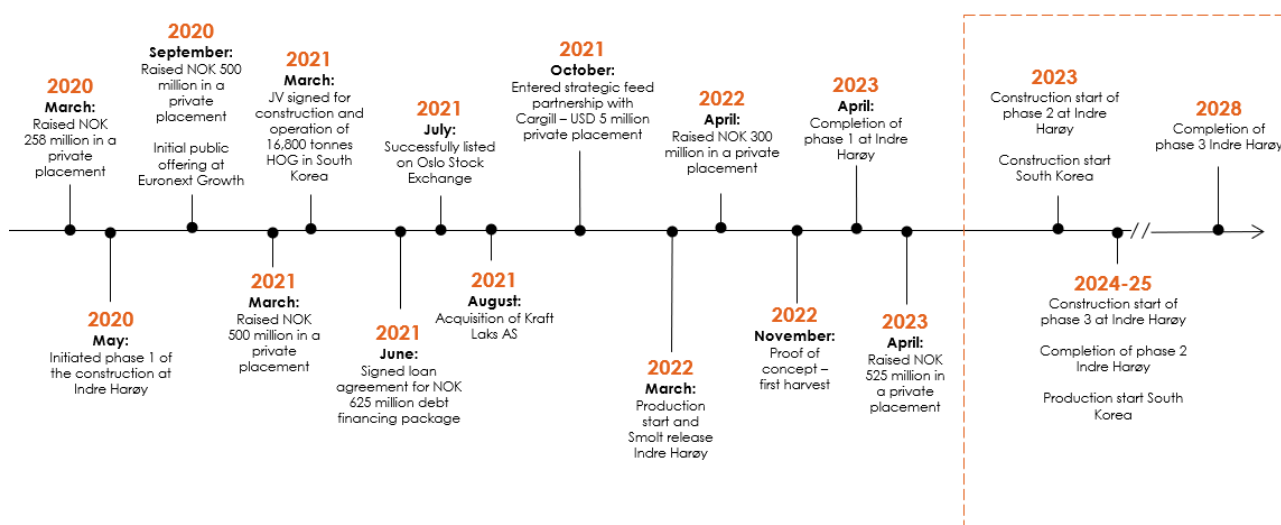 2020
March:
Raised NOK
258 million in a
private
placement
2020
May:
Initiated phase 1 of
the construction at
Indre Harøy
2020
September:
Raised NOK 500
million in a
private
placement
Initial public
offering at
Euronext Growth
2021
March:
Raised NOK
500 million in a
private
placement
2021
March:
JV signed for
construction and
operation of
16,800 tonnes
HOG in South
Korea
2021
June:
Signed loan
agreement for NOK
625 million debt
financing package
2021
July:
Successfully listed
on Oslo Stock
Exchange
2021
August:
Acquisition of Kraft
Laks AS
2021
October:
Entered strategic feed
partnership with
Cargill – USD 5 million
private placement
2022
March:
Production
start and
Smolt release
Indre Harøy
2022
April:
Raised NOK 300
million in a private
placement
2022
November:
Proof of
concept –
first harvest
2023
April:
Completion of
phase 1 at Indre
Harøy
2023
April:
Raised NOK
525 million in
a private
placement
2023
Construction start of
phase 2 at Indre
Harøy
Construction start
South Korea
2024-25
Construction start of
phase 3 at Indre Harøy
Completion of phase 2
Indre Harøy
Production start South
Korea
2028
Completion of
phase 3 Indre Harøy